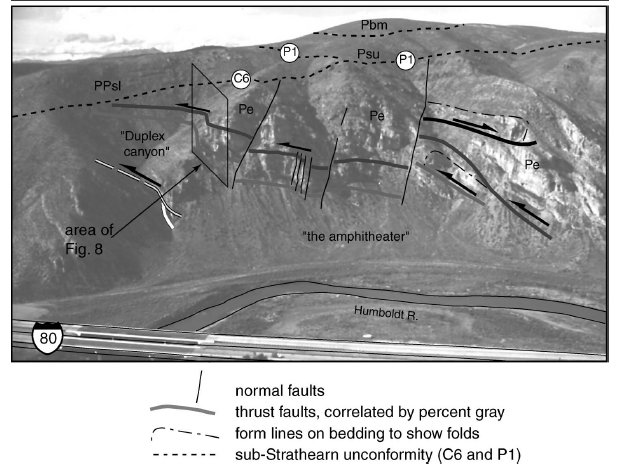 Pbm
P1
Psu
P1
C6
PPsl
Pe
Pe
"Duplex
canyon"
Pe
area of
Fig. 8
"the amphitheater"
Humboldt R.
80
normal faults
thrust faults, correlated by percent gray
form lines on bedding to show folds
sub-Strathearn unconformity (C6 and P1)